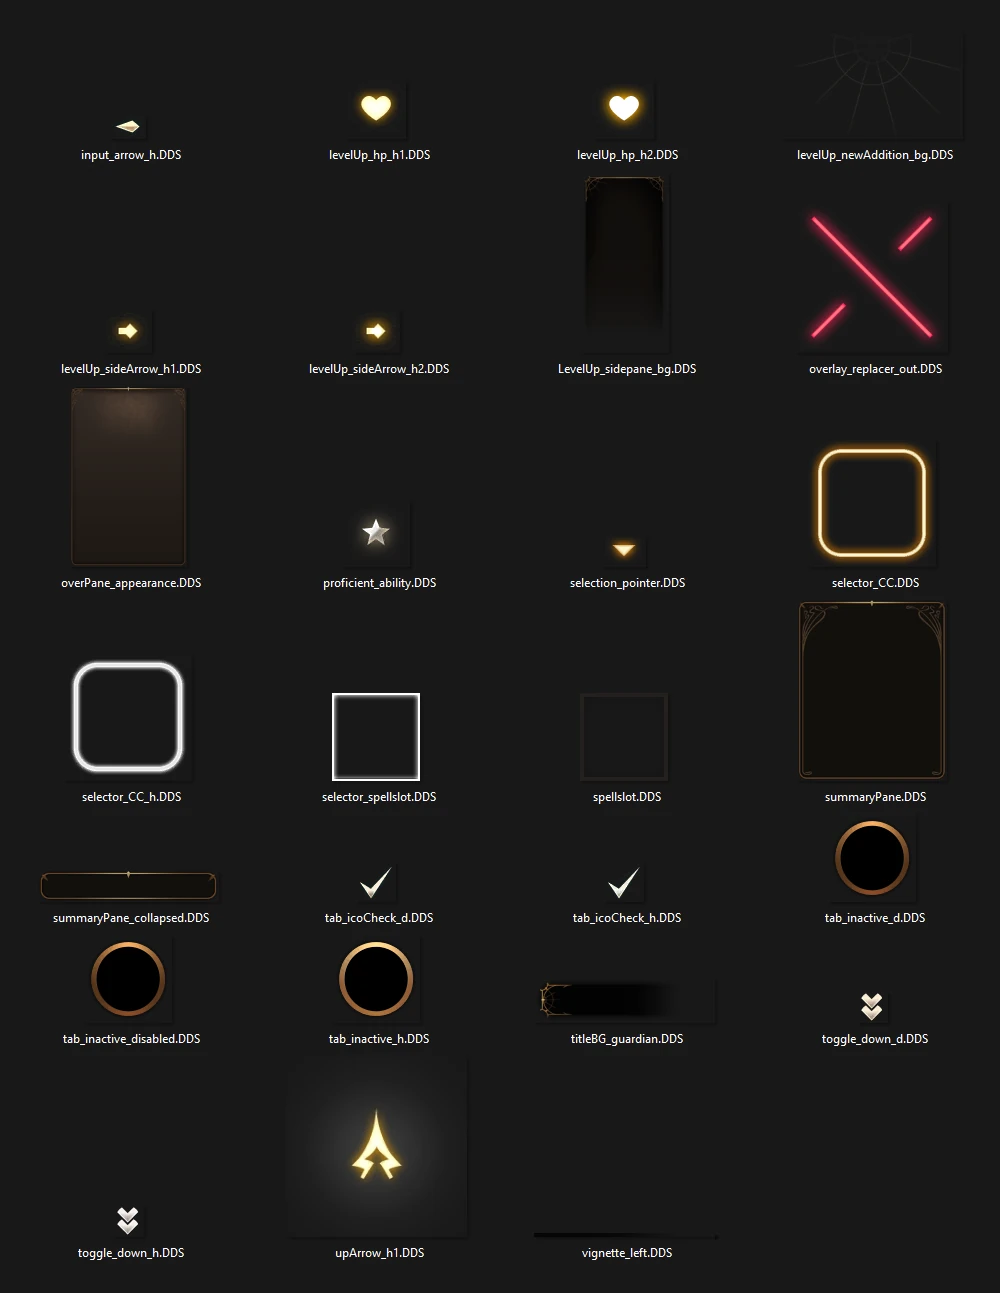 input_arrow_h.DDS
levelUp_hp_h1.DDS
levelUp_hp_h2.DDS
levelUp_newAddition_bg.DDS
levelUp_sideArrow_h1.DDS
levelUp_sideArrow_h2.DDS
LevelUp_sidepane_bg.DDS
overlay_replacer_out.DDS
overPane_appearance.DDS
proficient_ability.DDS
selection_pointer.DDS
selector_CC.DDS
selector_CC_h.DDS
selector_spellslot.DDS
spellslot.DDS
summaryPane.DDS
summaryPane_collapsed.DDS
tab_icoCheck_d.DDS
tab_icoCheck_h.DDS
tab_inactive_d.DDS
tab_inactive_disabled.DDS
tab_inactive_h.DDS
titleBG_guardian.DDS
toggle_down_d.DDS
toggle_down_h.DDS
upArrow_h1.DDS
vignette_left.DDS